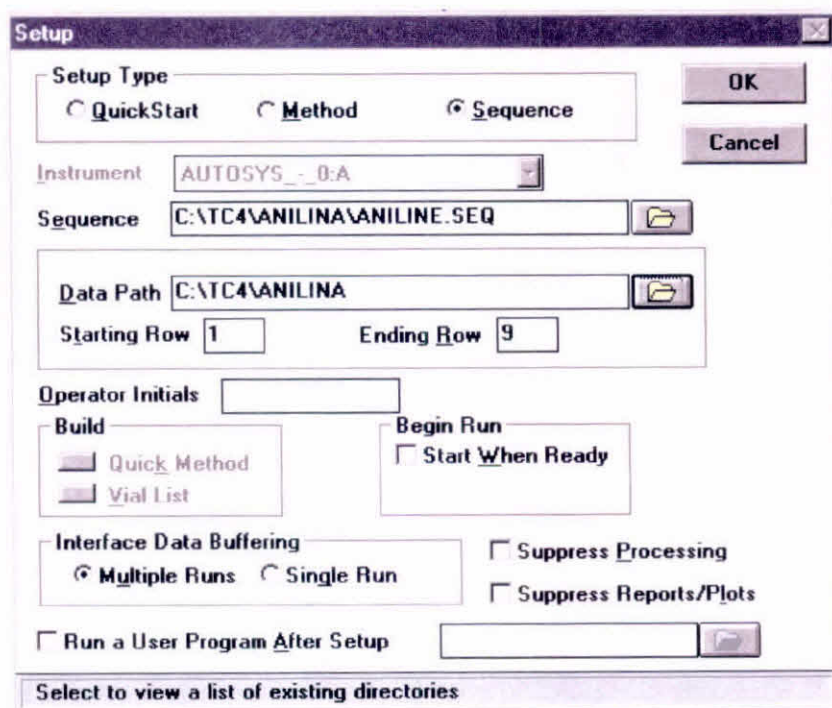 Setup
Setup Type
QuickStart Method Sequence
OK
Cancel
Instrument AUTOSYS_-_0:A
Sequence C:\TC4\ANILINA\ANILINE.SEQ
Data Path C:\TC4\ANILINA
Starting Row 1 Ending Row 9
Operator Initials
Build
Quick Method
Vial List
Begin Run
Start When Ready
Interface Data Buffering
Multiple Runs Single Run
Suppress Processing
Suppress Reports/Plots
Run a User Program After Setup
Select to view a list of existing directories